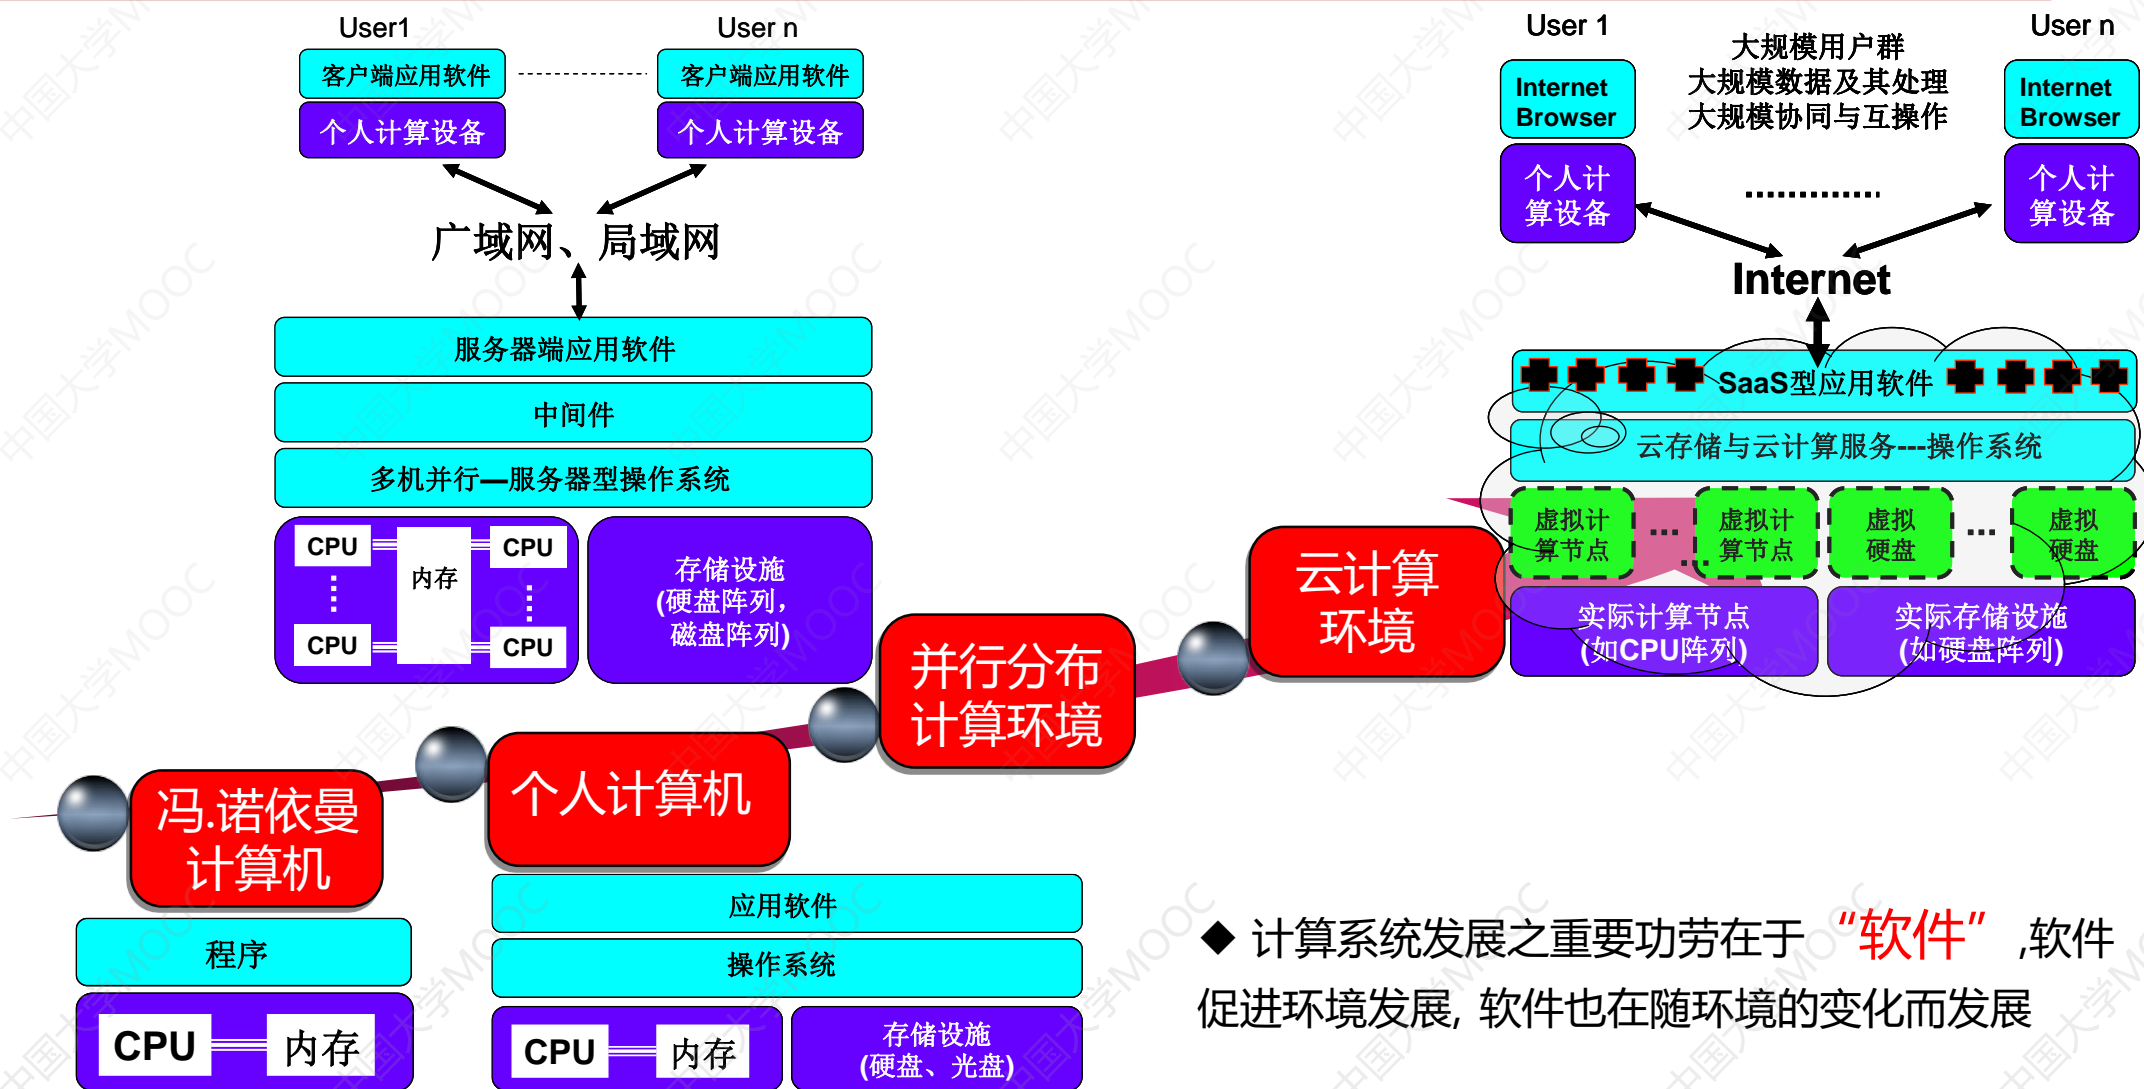 User1
User n
客户端应用软件
客户端应用软件
个人计算设备
个人计算设备
广域网、局域网
服务器端应用软件
中间件
多机并行—服务器型操作系统
CPU
内存
CPU
CPU
CPU
存储设施
(硬盘阵列，
磁盘阵列)
User 1
User n
大规模用户群
大规模数据及其处理
大规模协同与互操作
Internet
Browser
Internet
Browser
个人计
算设备
个人计
算设备
Internet
SaaS型应用软件
云存储与云计算服务---操作系统
虚拟计
算节点
...
虚拟计
算节点
...
虚拟
硬盘
...
虚拟
硬盘
实际计算节点
(如CPU阵列)
实际存储设施
(如硬盘阵列)
云计算
环境
并行分布
计算环境
个人计算机
冯.诺依曼
计算机
程序
CPU
内存
应用软件
操作系统
CPU
内存
存储设施
(硬盘、光盘)
◆ 计算系统发展之重要功劳在于 “软件” ,软件
促进环境发展, 软件也在随环境的变化而发展
中国大学MOOC